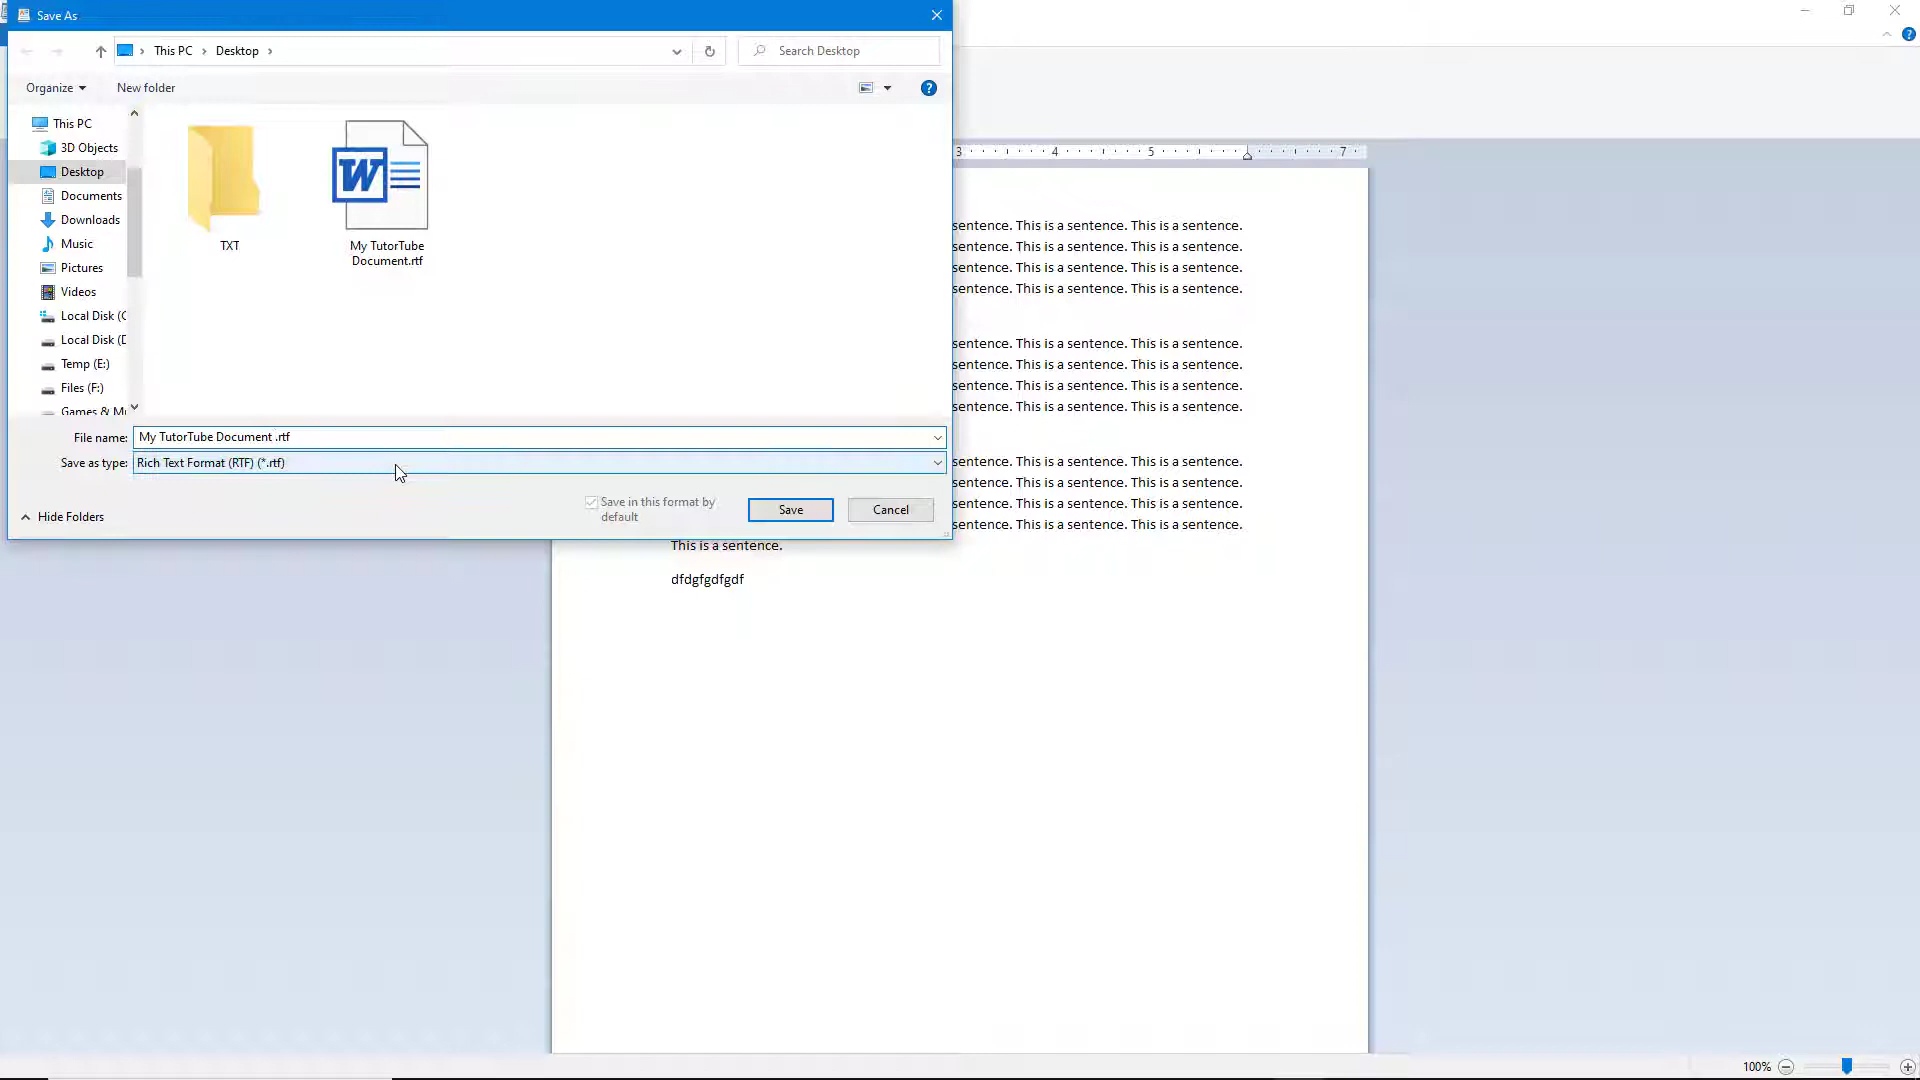 Save As
This PC > Desktop >
Search Desktop
Organize
New folder
This PC
3D Objects
Desktop
Documents
Downloads
Music
Pictures
Videos
Local Disk (C
Local Disk (D
Temp (E:)
Files (F:)
Games & M
TXT
My TutorTube
Document.rtf
File name: My TutorTube Document .rtf
Save as type: Rich Text Format (RTF) (*.rtf)
Save in this format by
default
Save
Cancel
Hide Folders
3 4 5 7
sentence. This is a sentence. This is a sentence.
sentence. This is a sentence. This is a sentence.
sentence. This is a sentence. This is a sentence.
sentence. This is a sentence. This is a sentence.
sentence. This is a sentence. This is a sentence.
sentence. This is a sentence. This is a sentence.
sentence. This is a sentence. This is a sentence.
sentence. This is a sentence. This is a sentence.
sentence. This is a sentence. This is a sentence.
sentence. This is a sentence. This is a sentence.
sentence. This is a sentence. This is a sentence.
sentence. This is a sentence. This is a sentence.
This is a sentence.
dfdgfgdfgdf
100%